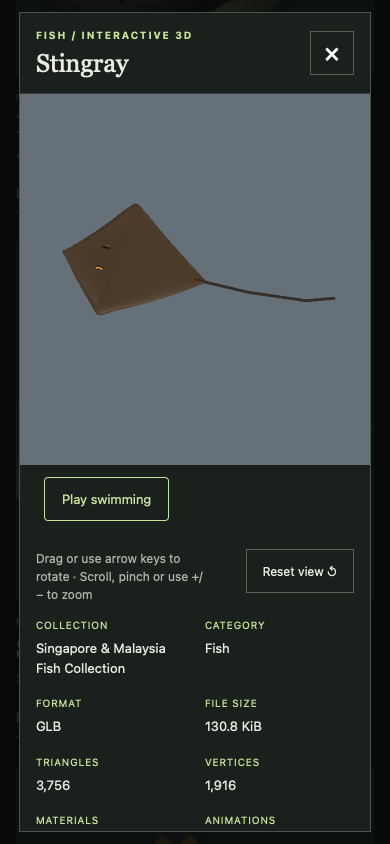 FISH / INTERACTIVE 3D
Stingray
×
Play swimming
Drag or use arrow keys to
rotate · Scroll, pinch or use +/
− to zoom
Reset view ↺
COLLECTION
Singapore & Malaysia
Fish Collection
CATEGORY
Fish
FORMAT
GLB
FILE SIZE
130.8 KiB
TRIANGLES
3,756
VERTICES
1,916
MATERIALS
ANIMATIONS